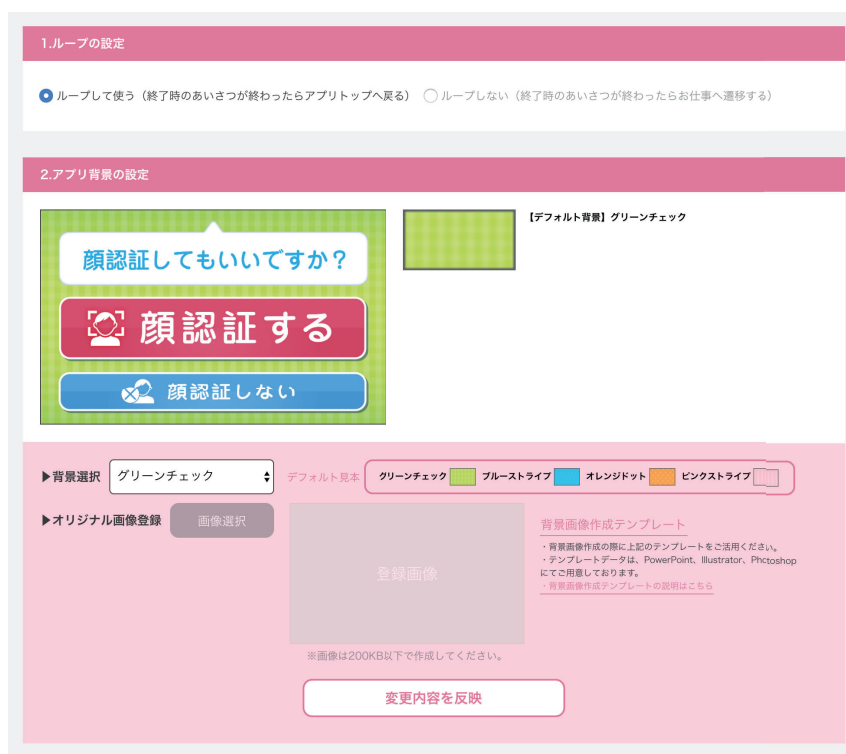 1.ループの設定
ループして使う（終了時のあいさつが終わったらアプリトップへ戻る） ループしない（終了時のあいさつが終わったらお仕事へ遷移する）
2.アプリ背景の設定
顔認証してもいいですか？
顔認証する
顔認証しない
【デフォルト背景】グリーンチェック
▶背景選択 グリーンチェック デフォルト見本 グリーンチェック ブルーストライプ オレンジドット ピンクストライプ
▶オリジナル画像登録 画像選択
登録画像
※画像は200KB以下で作成してください。
背景画像作成テンプレート
・背景画像作成の際に上記のテンプレートをご活用ください。
・テンプレートデータは、PowerPoint、Illustrator、Photoshop
にてご用意しております。
・背景画像作成テンプレートの説明はこちら
変更内容を反映